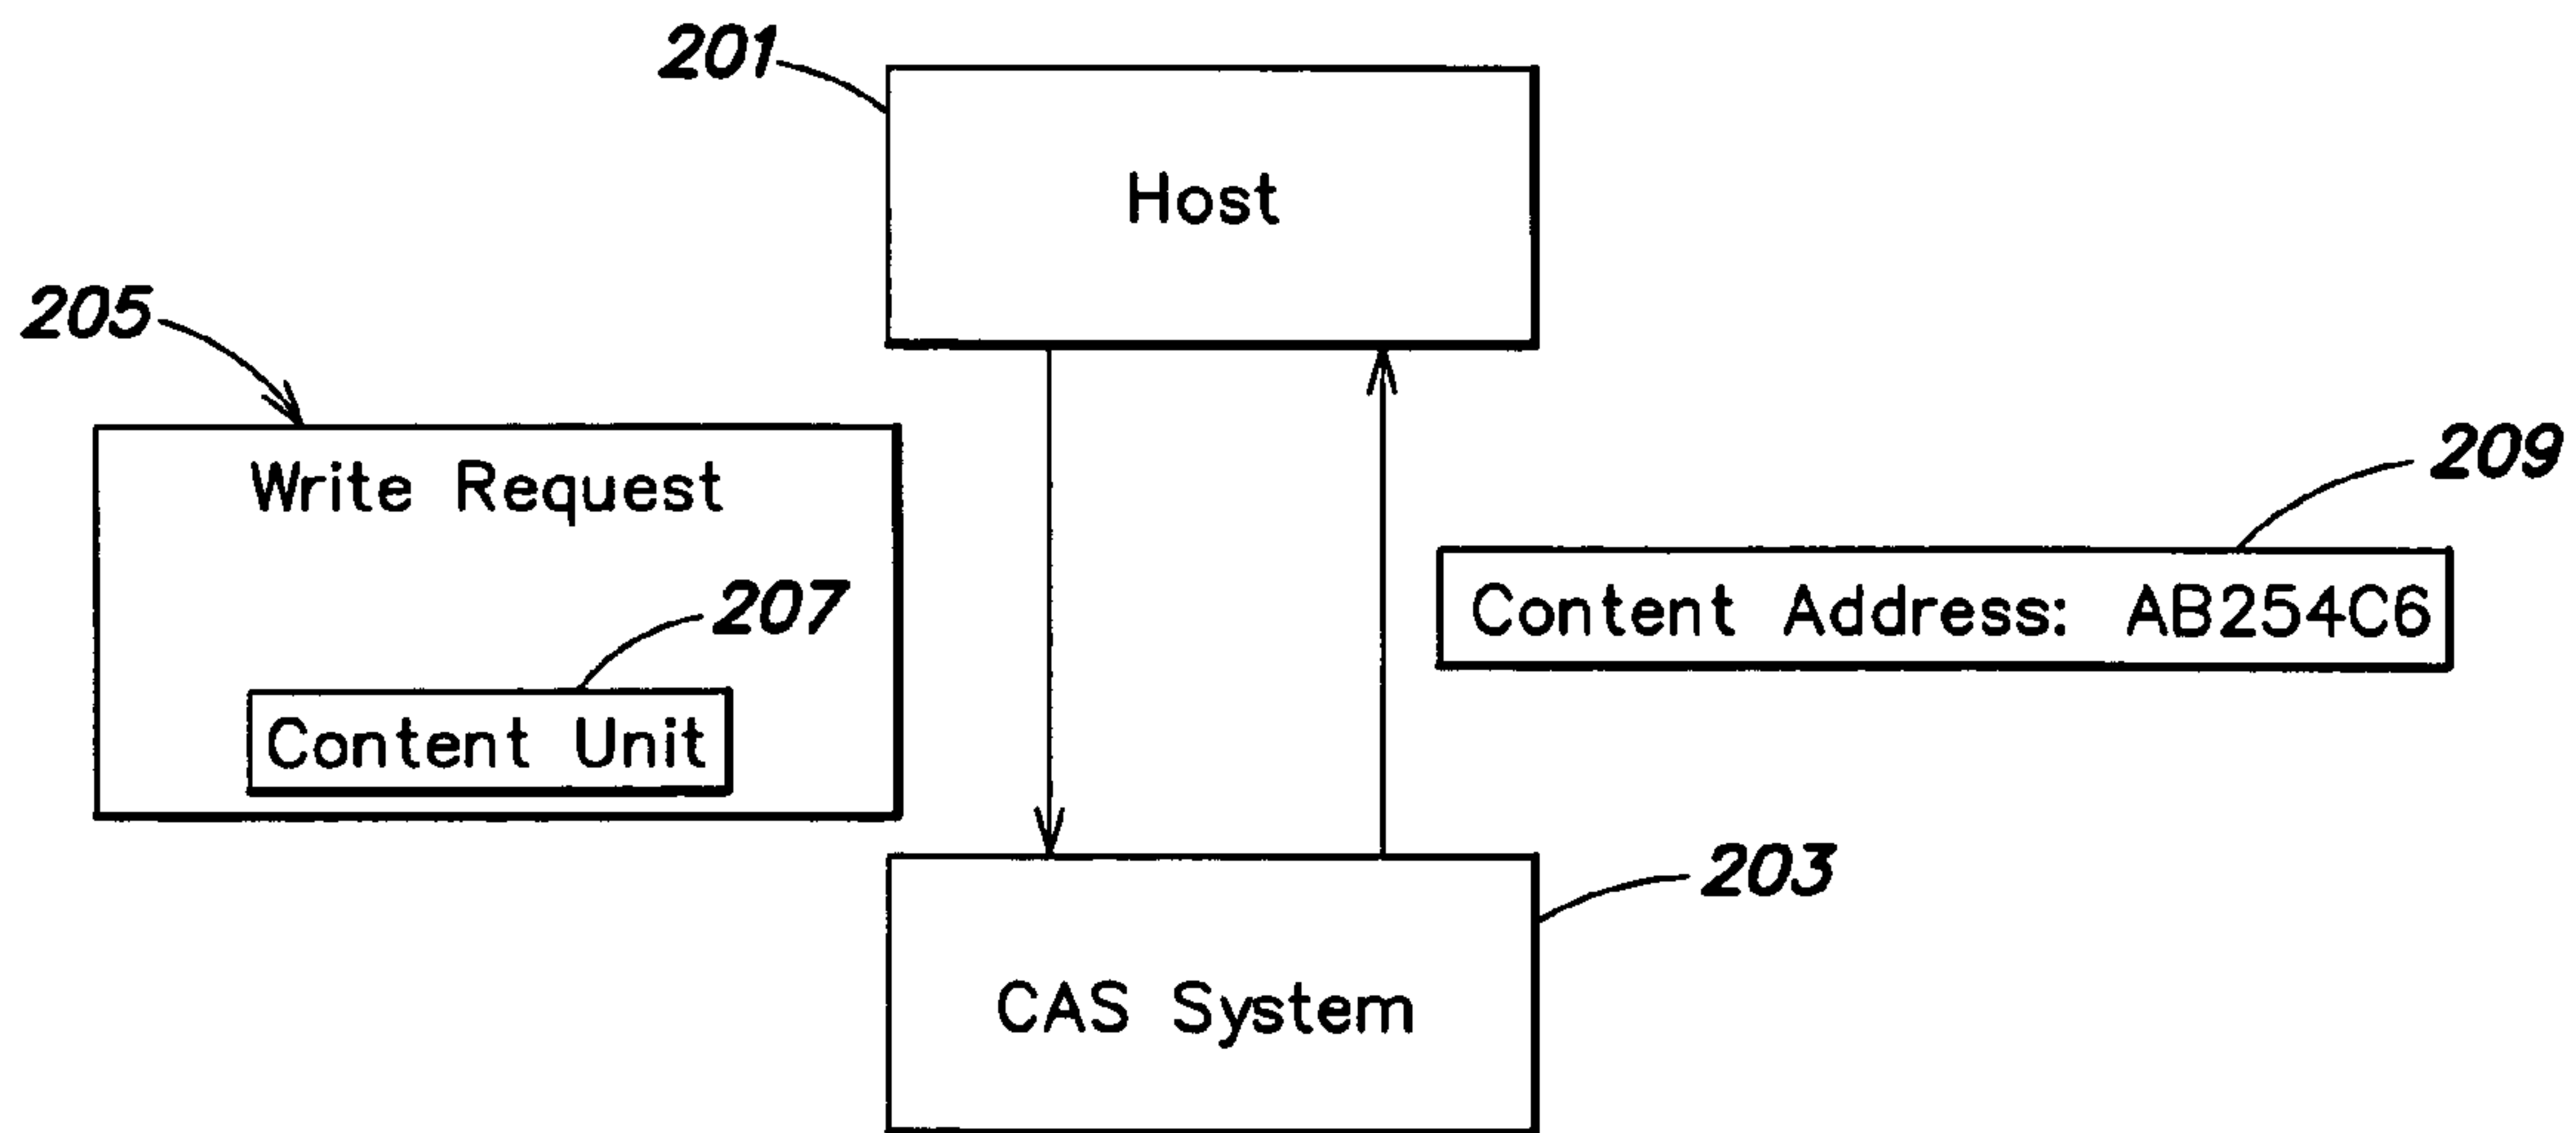 201
Host
205
Write Request
209
Content Address: AB254C6
207
Content Unit
203
CAS System